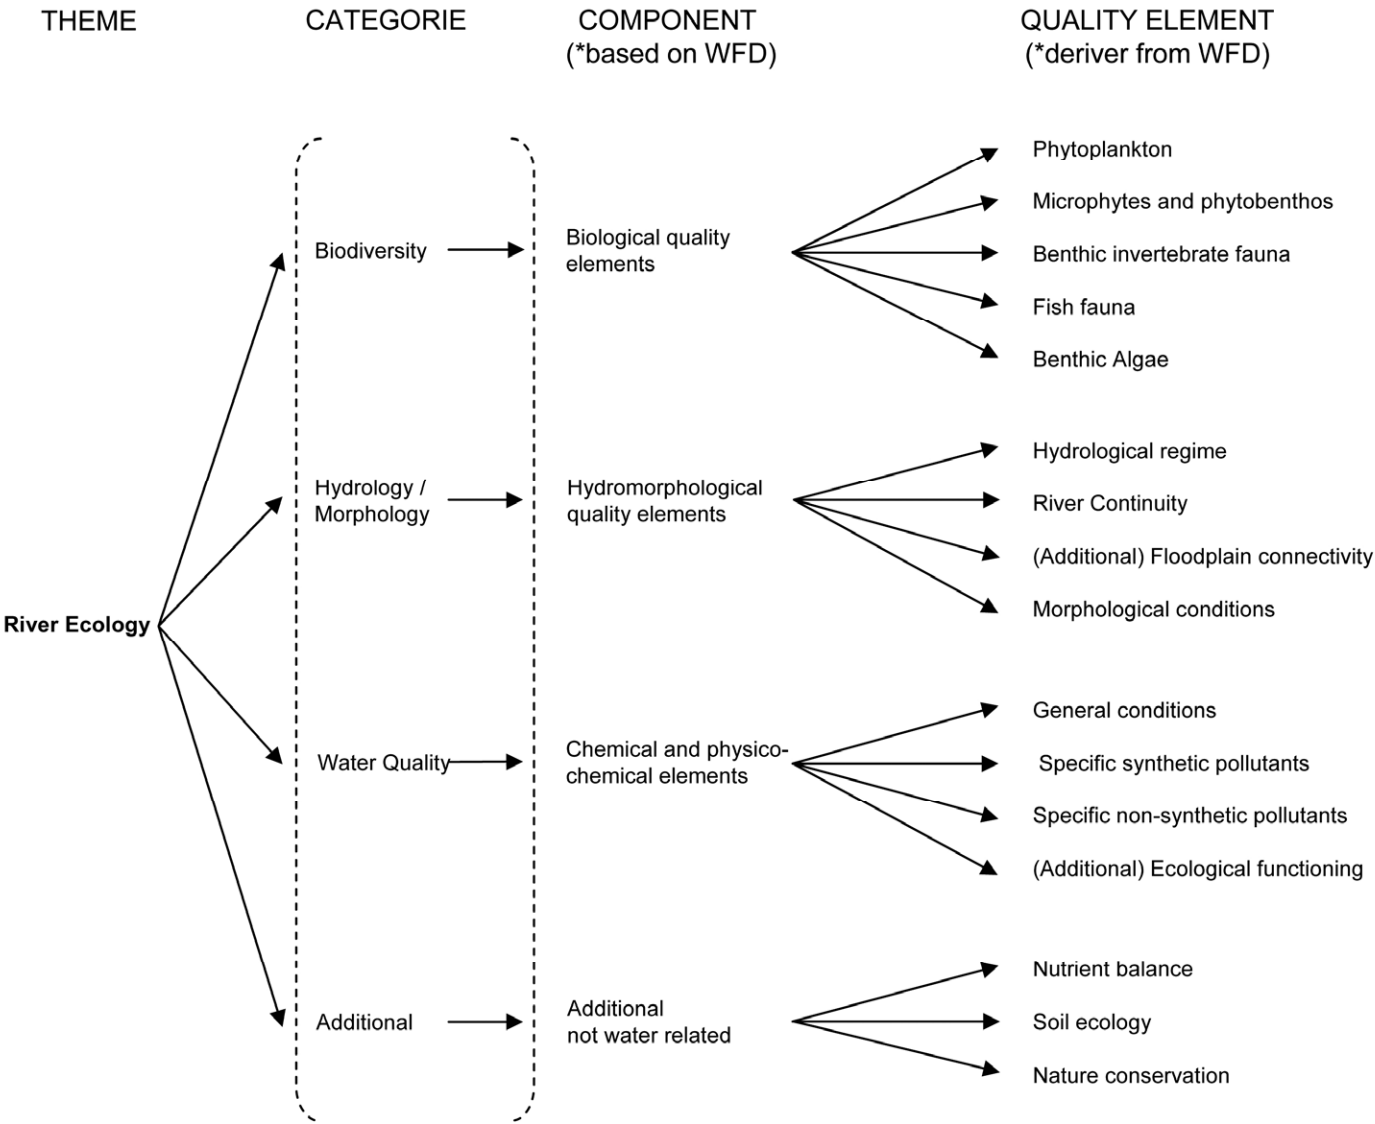 THEME
CATEGORIE
COMPONENT
(*based on WFD)
QUALITY ELEMENT
(*deriver from WFD)
River Ecology
Biodiversity
Biological quality
elements
Phytoplankton
Microphytes and phytobenthos
Benthic invertebrate fauna
Fish fauna
Benthic Algae
Hydrology /
Morphology
Hydromorphological
quality elements
Hydrological regime
River Continuity
(Additional) Floodplain connectivity
Morphological conditions
Water Quality
Chemical and physico-
chemical elements
General conditions
Specific synthetic pollutants
Specific non-synthetic pollutants
(Additional) Ecological functioning
Additional
Additional
not water related
Nutrient balance
Soil ecology
Nature conservation